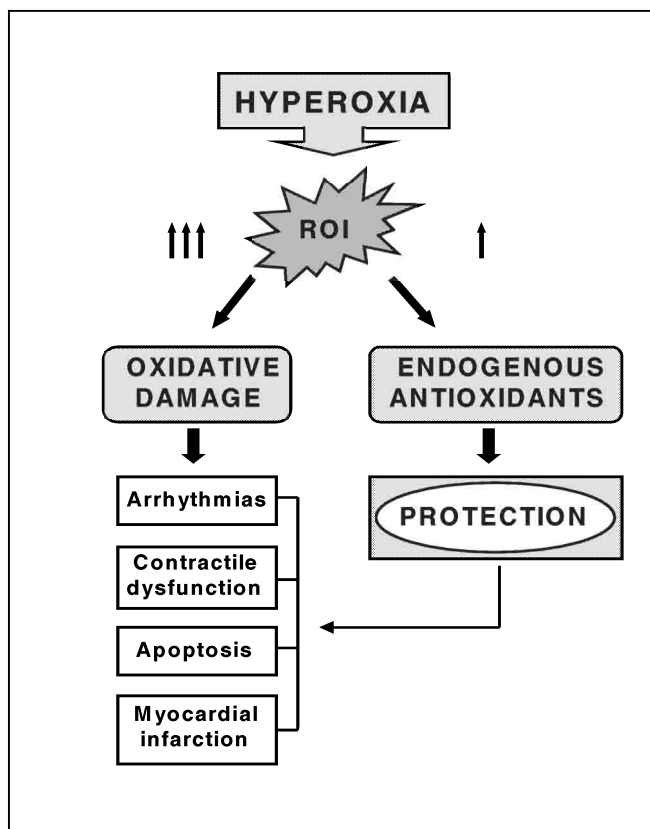 HYPEROXIA
ROI
OXIDATIVE
DAMAGE
ENDOGENOUS
ANTIOXIDANTS
Arrhythmias
Contractile
dysfunction
Apoptosis
Myocardial
infarction
PROTECTION